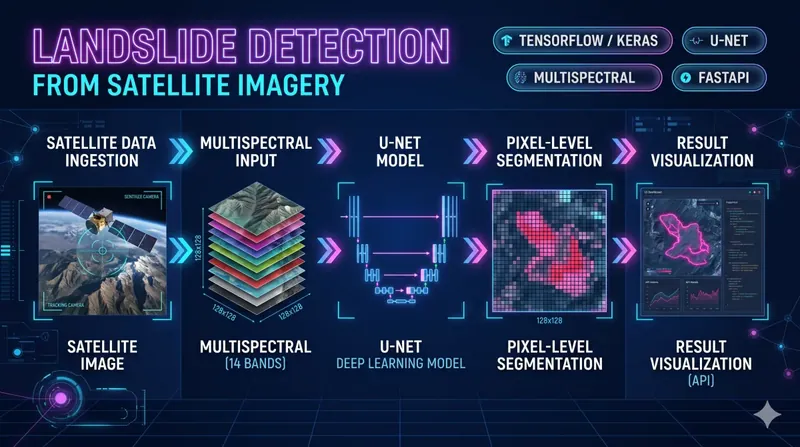 LANDSLIDE DETECTION
FROM SATELLITE IMAGERY
TENSORFLOW / KERAS
U-NET
MULTISPECTRAL
FASTAPI
SATELLITE DATA
INGESTION
MULTISPECTRAL
INPUT
U-NET
MODEL
PIXEL-LEVEL
SEGMENTATION
RESULT
VISUALIZATION
TRACKING CAMERA
128x128
128x128
128x128
128x128
SATELLITE
IMAGE
MULTISPECTRAL
(14 BANDS)
U-NET
DEEP LEARNING MODEL
PIXEL-LEVEL
SEGMENTATION
RESULT
VISUALIZATION
(API)